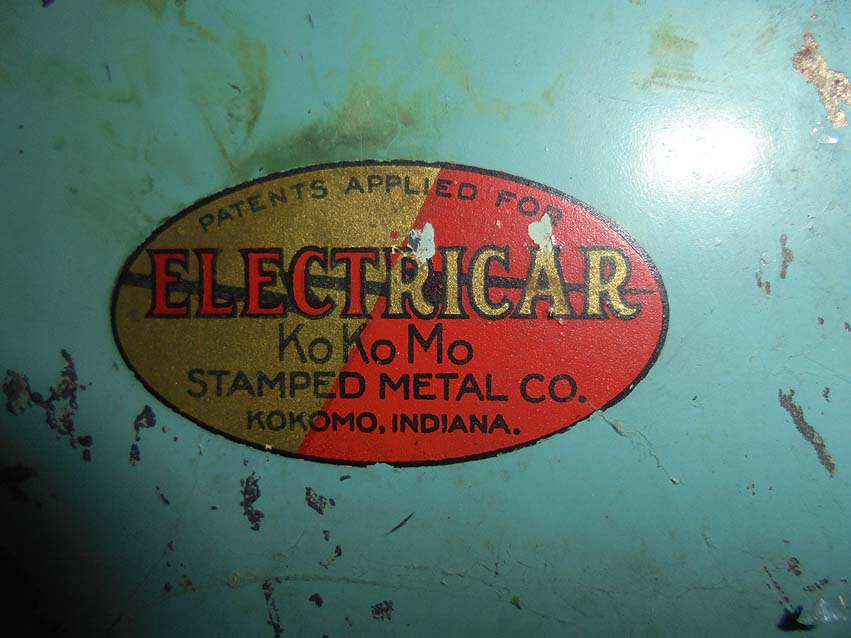 PATENTS APPLIED FOR
ELECTRICAR
KoKoMo
STAMPED METAL CO.
KOKOMO, INDIANA.